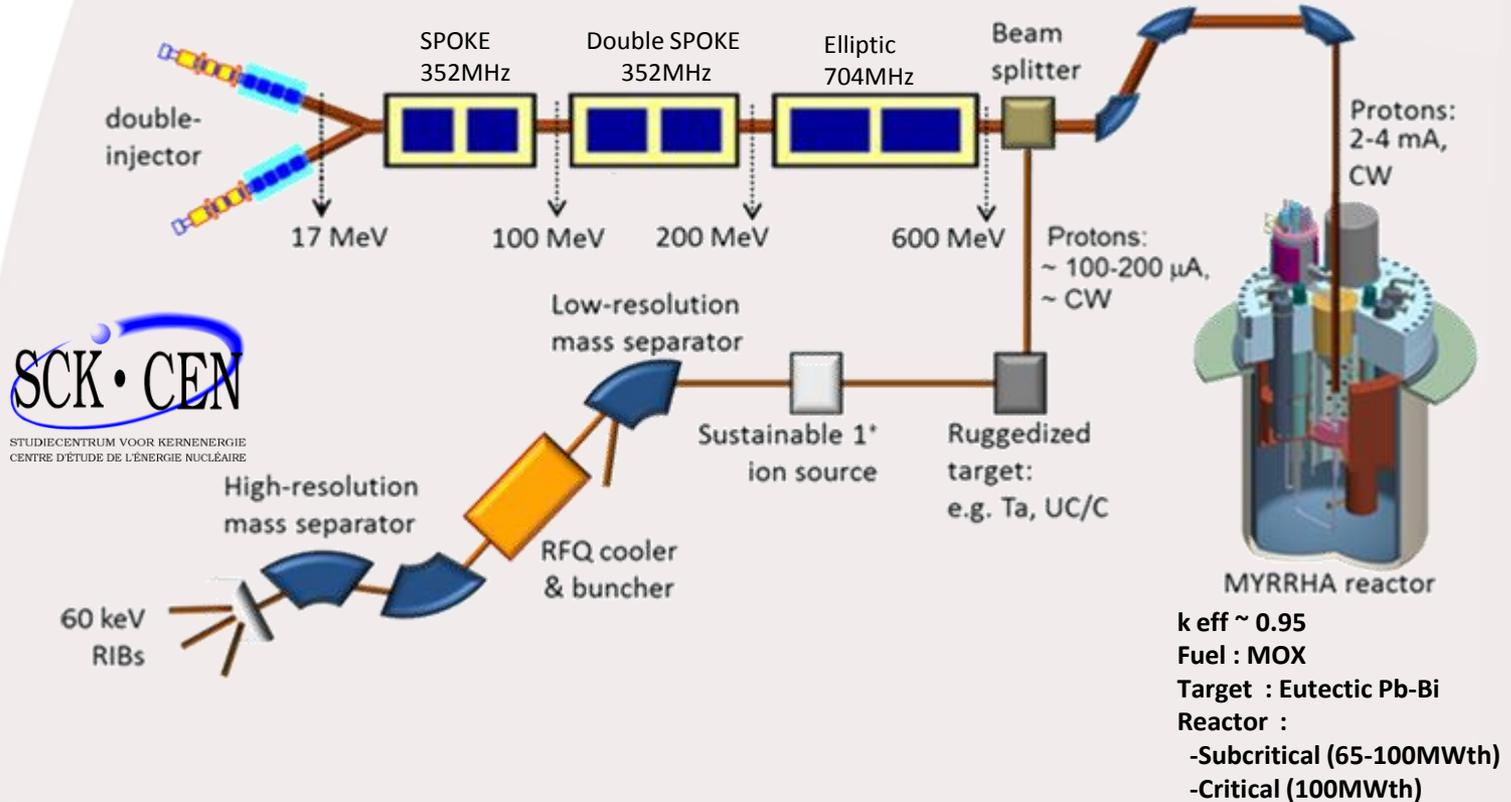 SPOKE
352MHz
Double SPOKE
352MHz
Elliptic
704MHz
Beam
splitter
double-
injector
Protons:
2-4 mA,
CW
17 MeV
100 MeV
200 MeV
600 MeV
Protons:
~ 100-200 µA,
~ CW
Low-resolution
mass separator
SCK•CEN
STUDIECENTRUM VOOR KERNENERGIE
CENTRE D'ÉTUDE DE L'ÉNERGIE NUCLÉAIRE
Sustainable 1⁺
ion source
Ruggedized
target:
e.g. Ta, UC/C
High-resolution
mass separator
RFQ cooler
& buncher
60 keV
RIBs
MYRRHA reactor
k eff ~ 0.95
Fuel : MOX
Target : Eutectic Pb-Bi
Reactor :
-Subcritical (65-100MWth)
-Critical (100MWth)